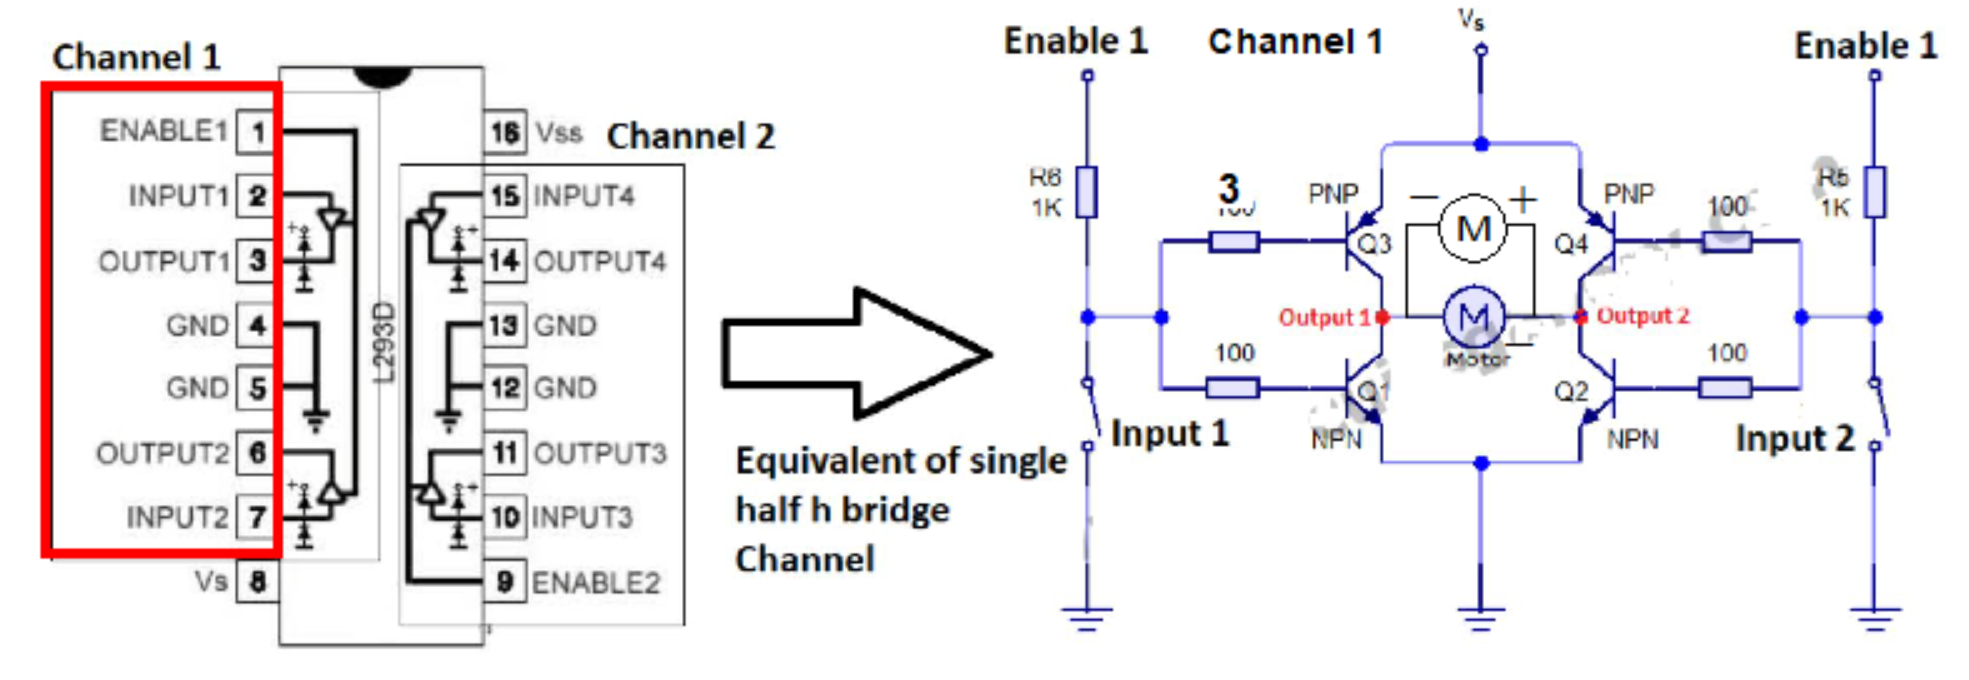 Channel 1
ENABLE1 1
INPUT1 2
OUTPUT1 3
GND 4
GND 5
OUTPUT2 6
INPUT2 7
Vs 8
L293D
16 Vss
Channel 2
15 INPUT4
14 OUTPUT4
13 GND
12 GND
11 OUTPUT3
10 INPUT3
9 ENABLE2
Equivalent of single
half h bridge
Channel
Enable 1
Channel 1
Vs
Enable 1
R6
1K
3
PNP
- +
M
PNP
100
R5
1K
Q3
Q4
Output 1
M
Output 2
Motor
100
100
Q1
Q2
Input 1
NPN
NPN
Input 2